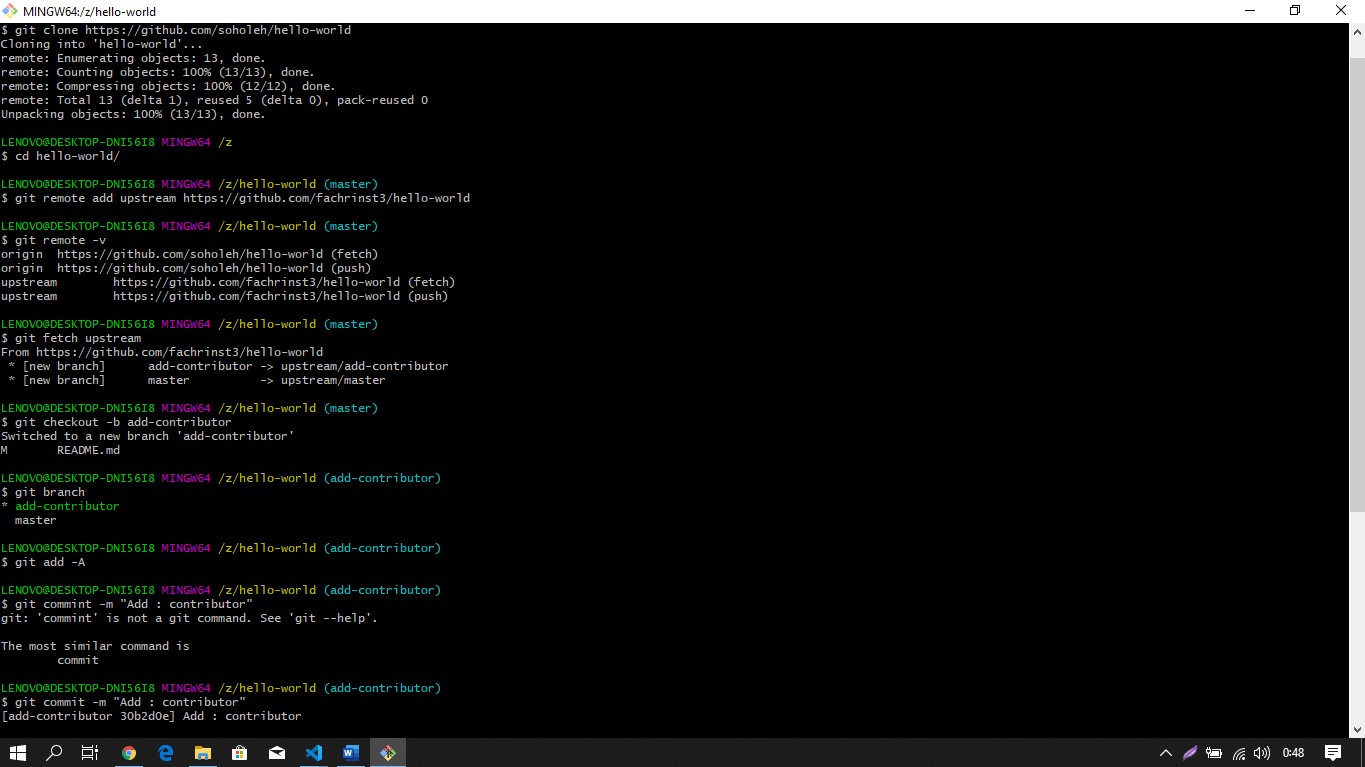 MINGW64:/z/hello-world
$ git clone https://github.com/soholeh/hello-world
Cloning into 'hello-world'...
remote: Enumerating objects: 13, done.
remote: Counting objects: 100% (13/13), done.
remote: Compressing objects: 100% (12/12), done.
remote: Total 13 (delta 1), reused 5 (delta 0), pack-reused 0
Unpacking objects: 100% (13/13), done.
LENOVO@DESKTOP-DNI56I8 MINGW64 /z
$ cd hello-world/
LENOVO@DESKTOP-DNI56I8 MINGW64 /z/hello-world (master)
$ git remote add upstream https://github.com/fachrinst3/hello-world
LENOVO@DESKTOP-DNI56I8 MINGW64 /z/hello-world (master)
$ git remote -v
origin  https://github.com/soholeh/hello-world (fetch)
origin  https://github.com/soholeh/hello-world (push)
upstream        https://github.com/fachrinst3/hello-world (fetch)
upstream        https://github.com/fachrinst3/hello-world (push)
LENOVO@DESKTOP-DNI56I8 MINGW64 /z/hello-world (master)
$ git fetch upstream
From https://github.com/fachrinst3/hello-world
 * [new branch]      add-contributor -> upstream/add-contributor
 * [new branch]      master          -> upstream/master
LENOVO@DESKTOP-DNI56I8 MINGW64 /z/hello-world (master)
$ git checkout -b add-contributor
Switched to a new branch 'add-contributor'
M       README.md
LENOVO@DESKTOP-DNI56I8 MINGW64 /z/hello-world (add-contributor)
$ git branch
* add-contributor
  master
LENOVO@DESKTOP-DNI56I8 MINGW64 /z/hello-world (add-contributor)
$ git add -A
LENOVO@DESKTOP-DNI56I8 MINGW64 /z/hello-world (add-contributor)
$ git commint -m "Add : contributor"
git: 'commint' is not a git command. See 'git --help'.
The most similar command is
        commit
LENOVO@DESKTOP-DNI56I8 MINGW64 /z/hello-world (add-contributor)
$ git commit -m "Add : contributor"
[add-contributor 30b2d0e] Add : contributor
0:48